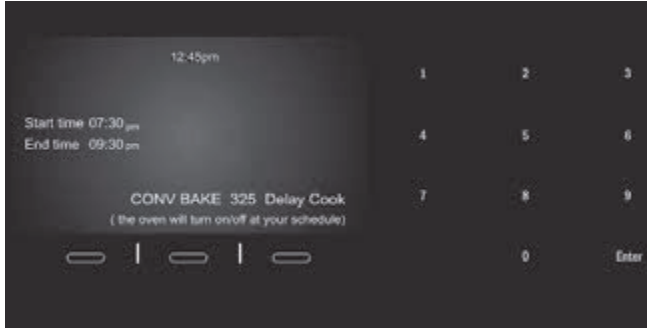 12:45pm
1 2 3
Start time 07:30 pm
4 5 6
End time 09:30 pm
CONV BAKE 325 Delay Cook
7 8 9
( the oven will turn on/off at your schedule)
0 Enter